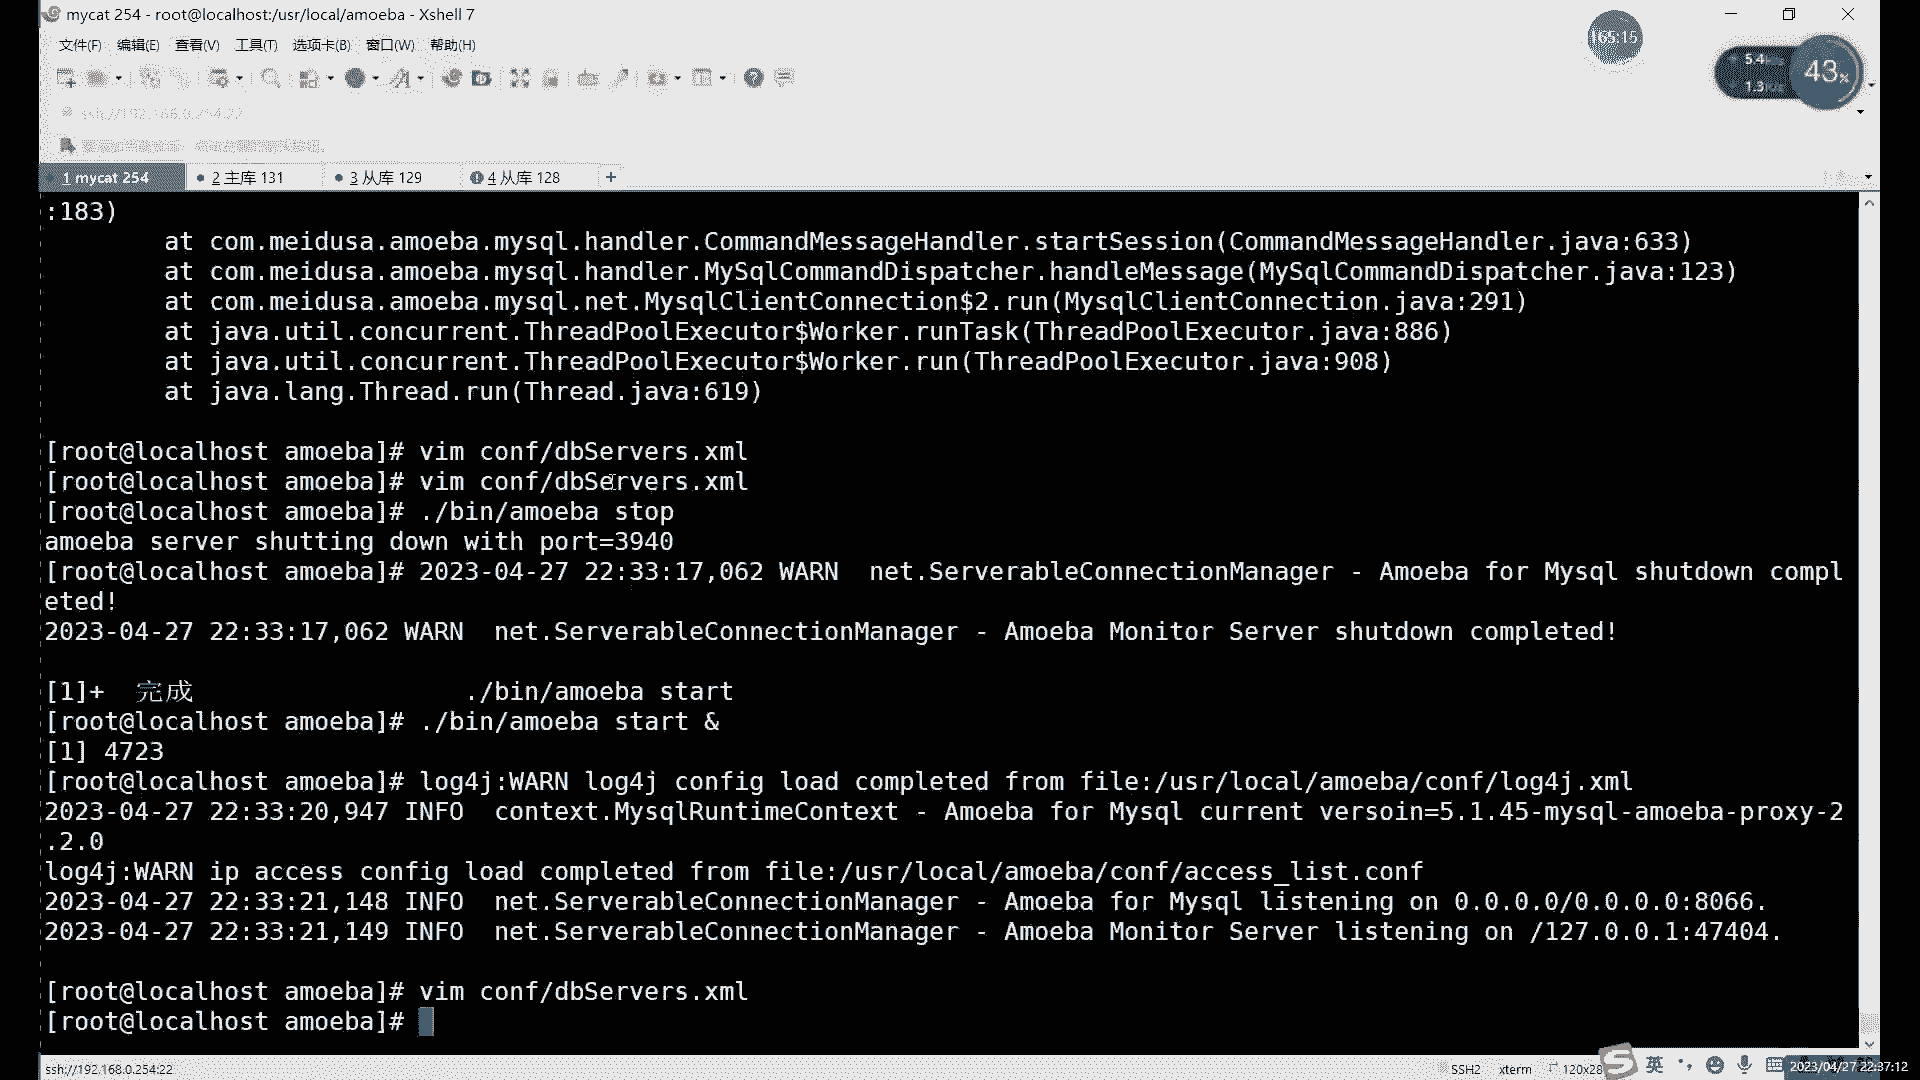 mycat 254 - root@localhost:/usr/local/amoeba - Xshell 7
文件(F) 编辑(E) 查看(V) 工具(T) 选项卡(B) 窗口(W) 帮助(H)
165:15
5.4
1.3
43%
ssh://192.168.0.254:22
1 mycat 254
2 主库 131
3 从库 129
4 从库 128
+
:183)
at com.meidusa.amoeba.mysql.handler.CommandMessageHandler.startSession(CommandMessageHandler.java:633)
at com.meidusa.amoeba.mysql.handler.MySqlCommandDispatcher.handleMessage(MySqlCommandDispatcher.java:123)
at com.meidusa.amoeba.mysql.net.MysqlClientConnection$2.run(MysqlClientConnection.java:291)
at java.util.concurrent.ThreadPoolExecutor$Worker.runTask(ThreadPoolExecutor.java:886)
at java.util.concurrent.ThreadPoolExecutor$Worker.run(ThreadPoolExecutor.java:908)
at java.lang.Thread.run(Thread.java:619)
[root@localhost amoeba]# vim conf/dbServers.xml
[root@localhost amoeba]# vim conf/dbServers.xml
[root@localhost amoeba]# ./bin/amoeba stop
amoeba server shutting down with port=3940
[root@localhost amoeba]# 2023-04-27 22:33:17,062 WARN  net.ServerableConnectionManager - Amoeba for Mysql shutdown compl
eted!
2023-04-27 22:33:17,062 WARN  net.ServerableConnectionManager - Amoeba Monitor Server shutdown completed!
[1]+  完成                  ./bin/amoeba start
[root@localhost amoeba]# ./bin/amoeba start &
[1] 4723
[root@localhost amoeba]# log4j:WARN log4j config load completed from file:/usr/local/amoeba/conf/log4j.xml
2023-04-27 22:33:20,947 INFO  context.MysqlRuntimeContext - Amoeba for Mysql current versoin=5.1.45-mysql-amoeba-proxy-2
.2.0
log4j:WARN ip access config load completed from file:/usr/local/amoeba/conf/access_list.conf
2023-04-27 22:33:21,148 INFO  net.ServerableConnectionManager - Amoeba for Mysql listening on 0.0.0.0/0.0.0.0:8066.
2023-04-27 22:33:21,149 INFO  net.ServerableConnectionManager - Amoeba Monitor Server listening on /127.0.0.1:47404.
[root@localhost amoeba]# vim conf/dbServers.xml
[root@localhost amoeba]#
ssh://192.168.0.254:22
SSH2 xterm 120x28
英
2023/04/27 22:37:12